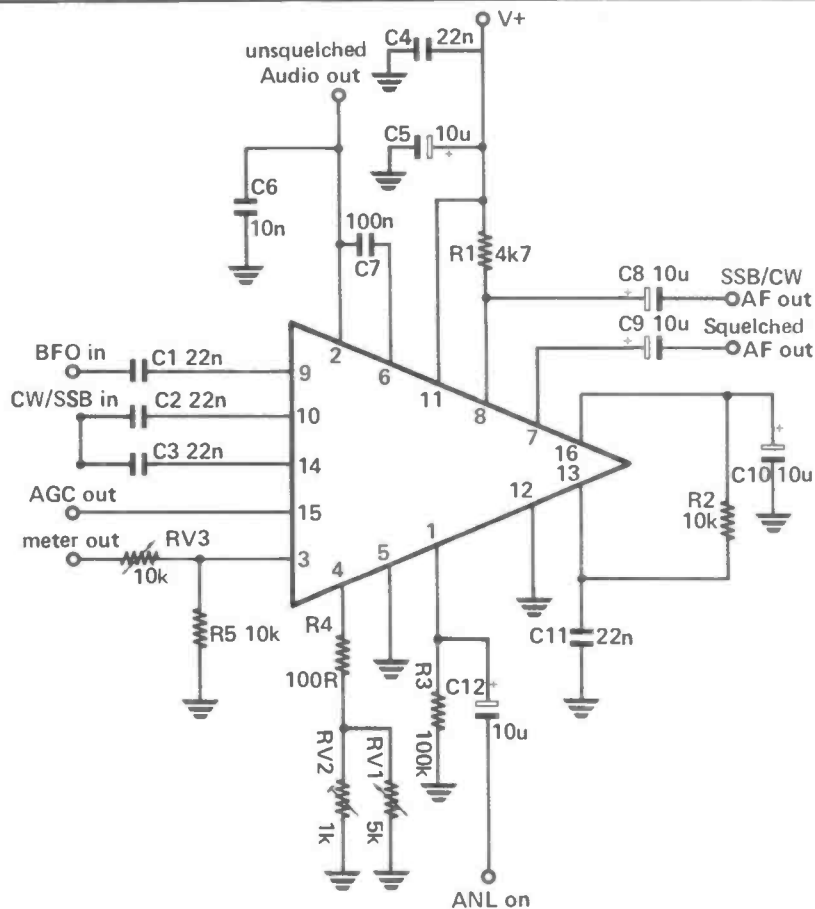 V+
C4 22n
unsquelched
Audio out
C5 10u
+
C6
10n
100n
C7
R1 4k7
C8 10u
+
SSB/CW
AF out
C9 10u
+
Squelched
AF out
BFO in
C1 22n
CW/SSB in
C2 22n
C3 22n
AGC out
meter out
RV3
10k
R5 10k
2
6
11
8
7
16
13
12
1
5
4
9
10
14
15
3
+
C10 10u
R2
10k
C11 22n
R4
100R
RV2
1k
RV1
5k
R3
100k
C12
+
10u
ANL on